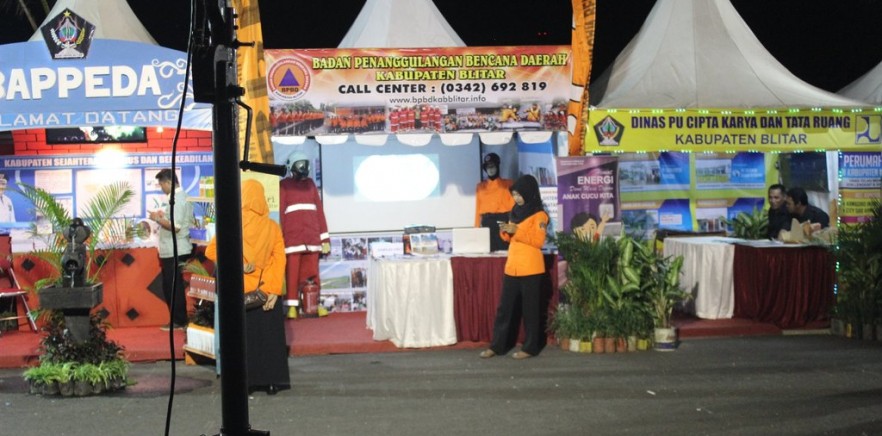 BAPPEDA
LAMAT DATANG
BADAN PENANGGULANGAN BENCANA DAERAH
KABUPATEN BLITAR
CALL CENTER : (0342) 692 819
www.bpbdkabblitar.info
BPBD
DINAS PU CIPTA KARYA DAN TATA RUANG
KABUPATEN BLITAR
KABUPATEN SEJAHTERA
DAN BERKEADILAN
ENERGI
ANAK CUCU KITA